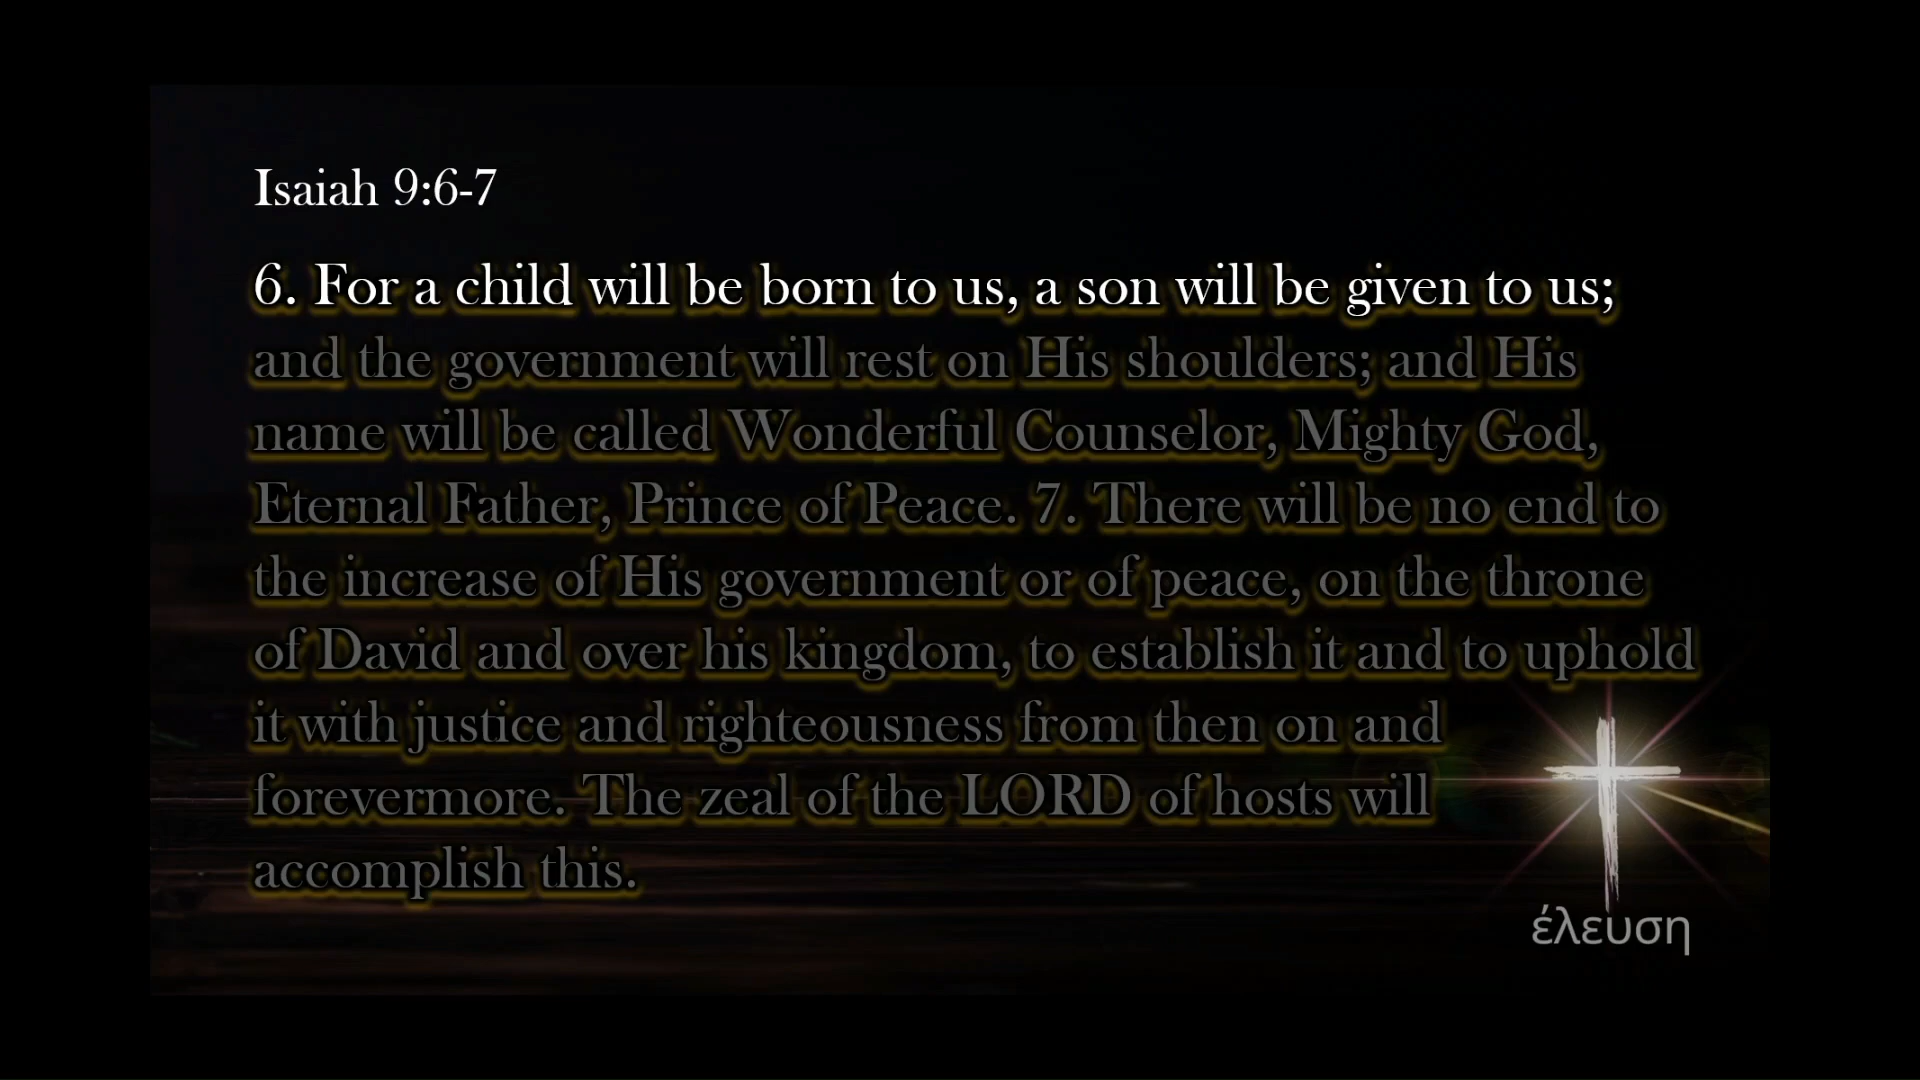 Isaiah 9:6-7
6. For a child will be born to us, a son will be given to us;
and the government will rest on His shoulders; and His
name will be called Wonderful Counselor, Mighty God,
Eternal Father, Prince of Peace. 7. There will be no end to
the increase of His government or of peace, on the throne
of David and over his kingdom, to establish it and to uphold
it with justice and righteousness from then on and
forevermore. The zeal of the LORD of hosts will
accomplish this.
έλευση